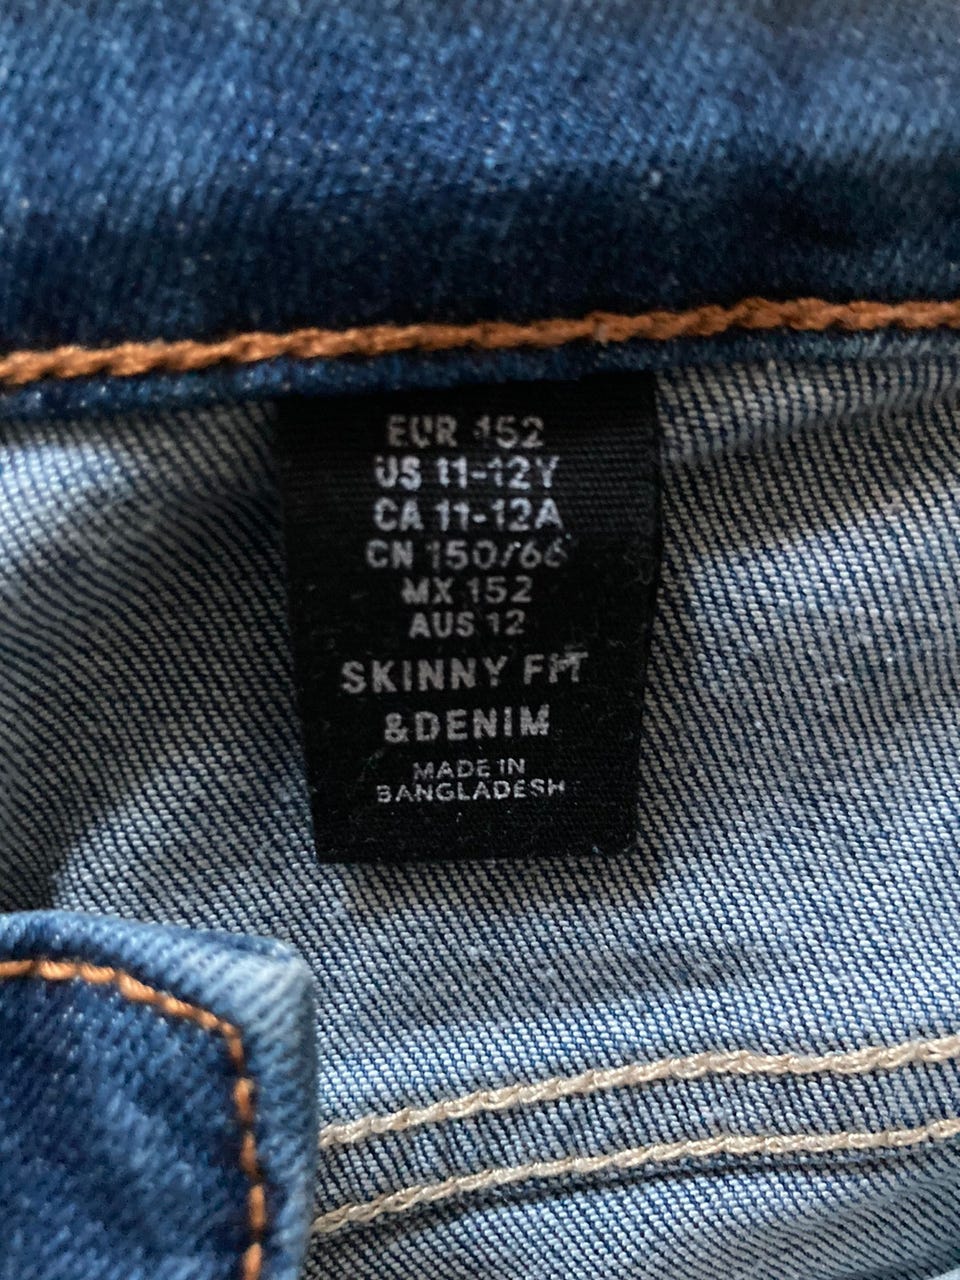 EUR 152
US 11-12Y
CA 11-12A
CN 150/66
MX 152
AUS 12
SKINNY FIT
&DENIM
MADE IN
BANGLADESH